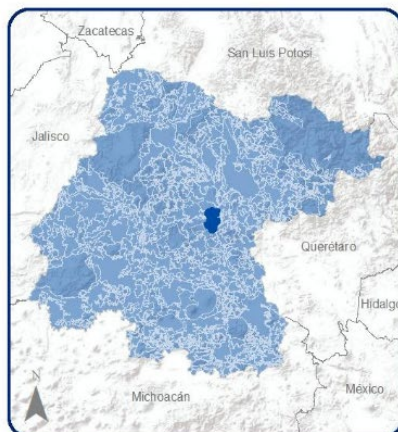 Zacatecas
San Luis Potosí
Jalisco
Querétaro
Hidalgo
N
México
Michoacán